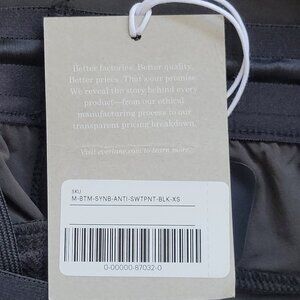 Better factories. Better quality.
Better prices. That's our promise.
We reveal the story behind every
product—from our ethical
manufacturing process to our
transparent pricing breakdown.
Visit everlane.com to learn more.
SKU
M-BTM-SYNB-ANTI-SWTPNT-BLK-XS
0-00000-87032-0